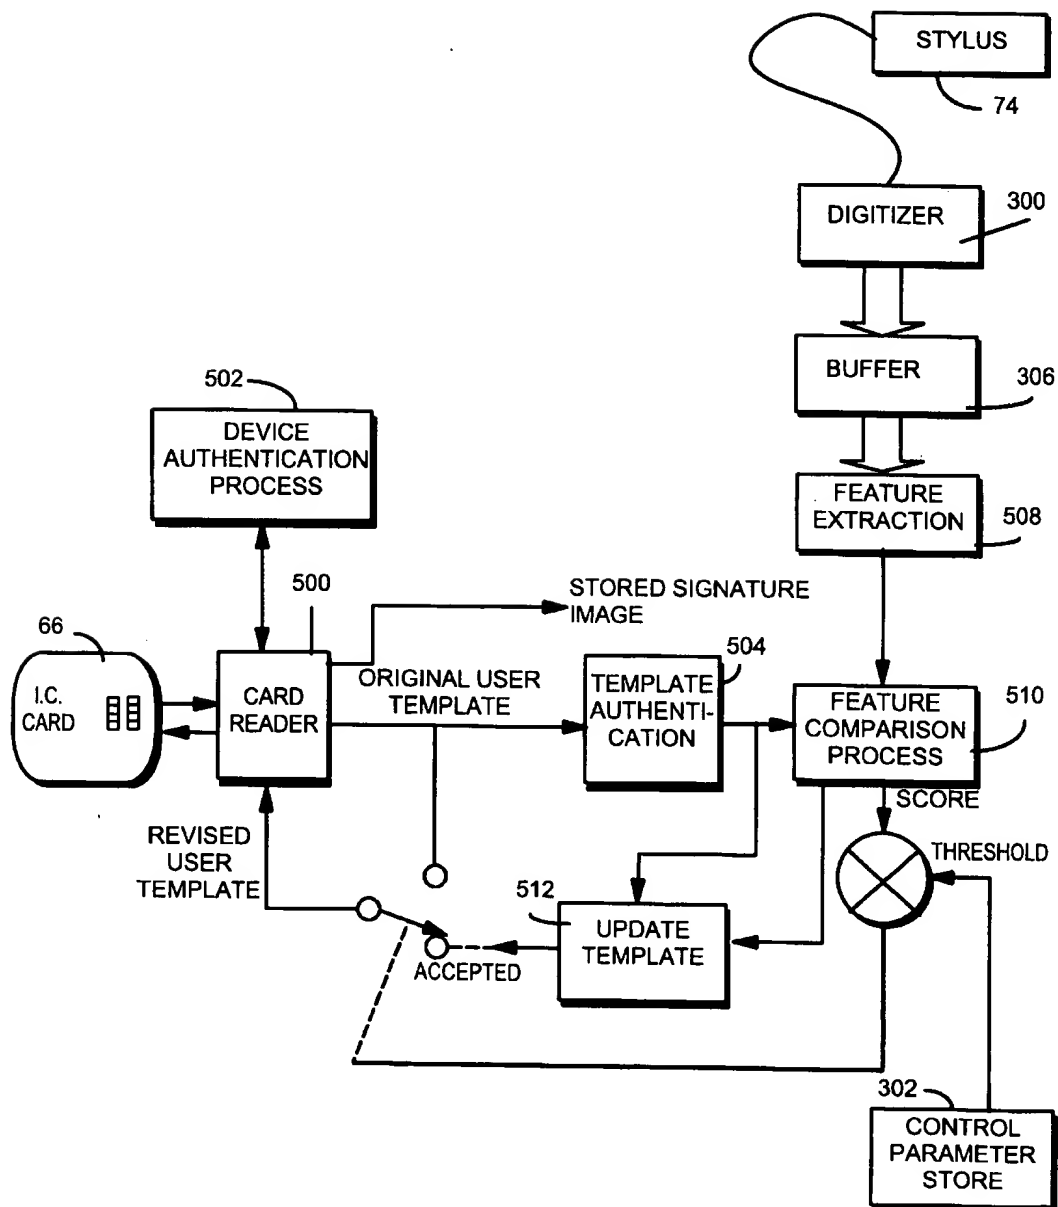 STYLUS
74
DIGITIZER
300
BUFFER
306
502
DEVICE
AUTHENTICATION
PROCESS
FEATURE
EXTRACTION
508
500
STORED SIGNATURE
IMAGE
66
I.C.
CARD
CARD
READER
ORIGINAL USER
TEMPLATE
504
TEMPLATE
AUTHENTI-
CATION
FEATURE
COMPARISON
PROCESS
510
SCORE
REVISED
USER
TEMPLATE
THRESHOLD
512
UPDATE
TEMPLATE
ACCEPTED
302
CONTROL
PARAMETER
STORE